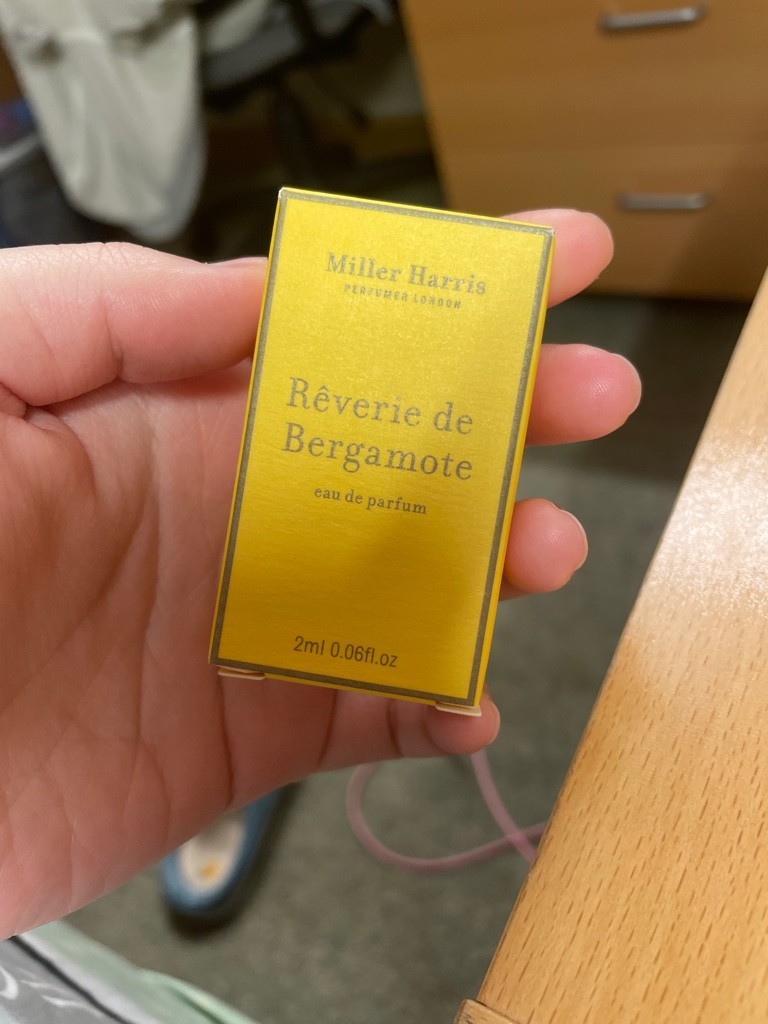 Miller Harris
PERFUMER LONDON
Rêverie de
Bergamote
eau de parfum
2ml 0.06fl.oz